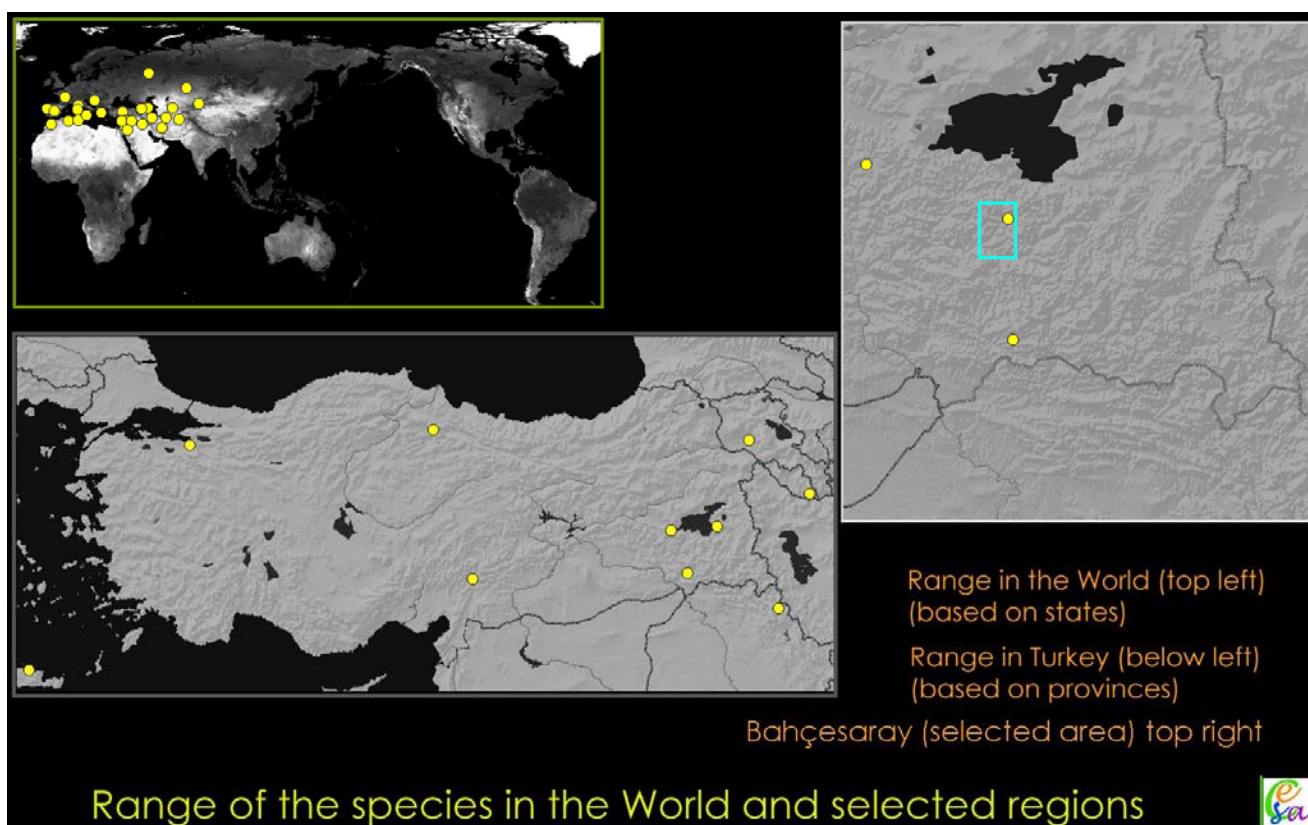 Range in the World (top left)
(based on states)
Range in Turkey (below left)
(based on provinces)
Bahçesaray (selected area) top right
Range of the species in the World and selected regions
esa